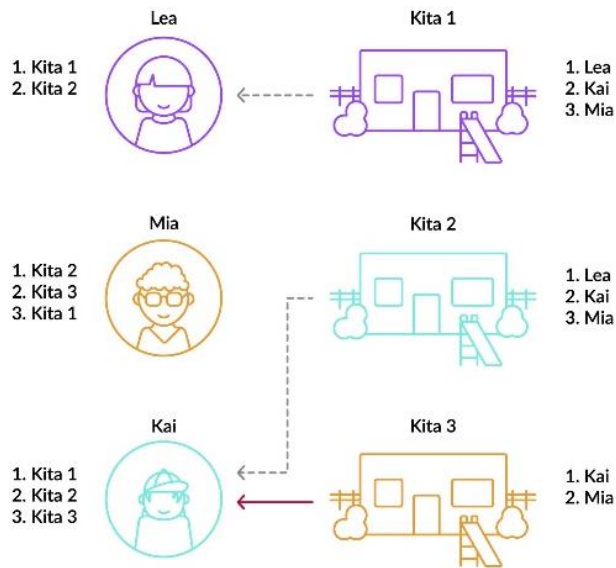 Lea
1. Kita 1
2. Kita 2
Kita 1
1. Lea
2. Kai
3. Mia
Mia
1. Kita 2
2. Kita 3
3. Kita 1
Kita 2
1. Lea
2. Kai
3. Mia
Kai
1. Kita 1
2. Kita 2
3. Kita 3
Kita 3
1. Kai
2. Mia